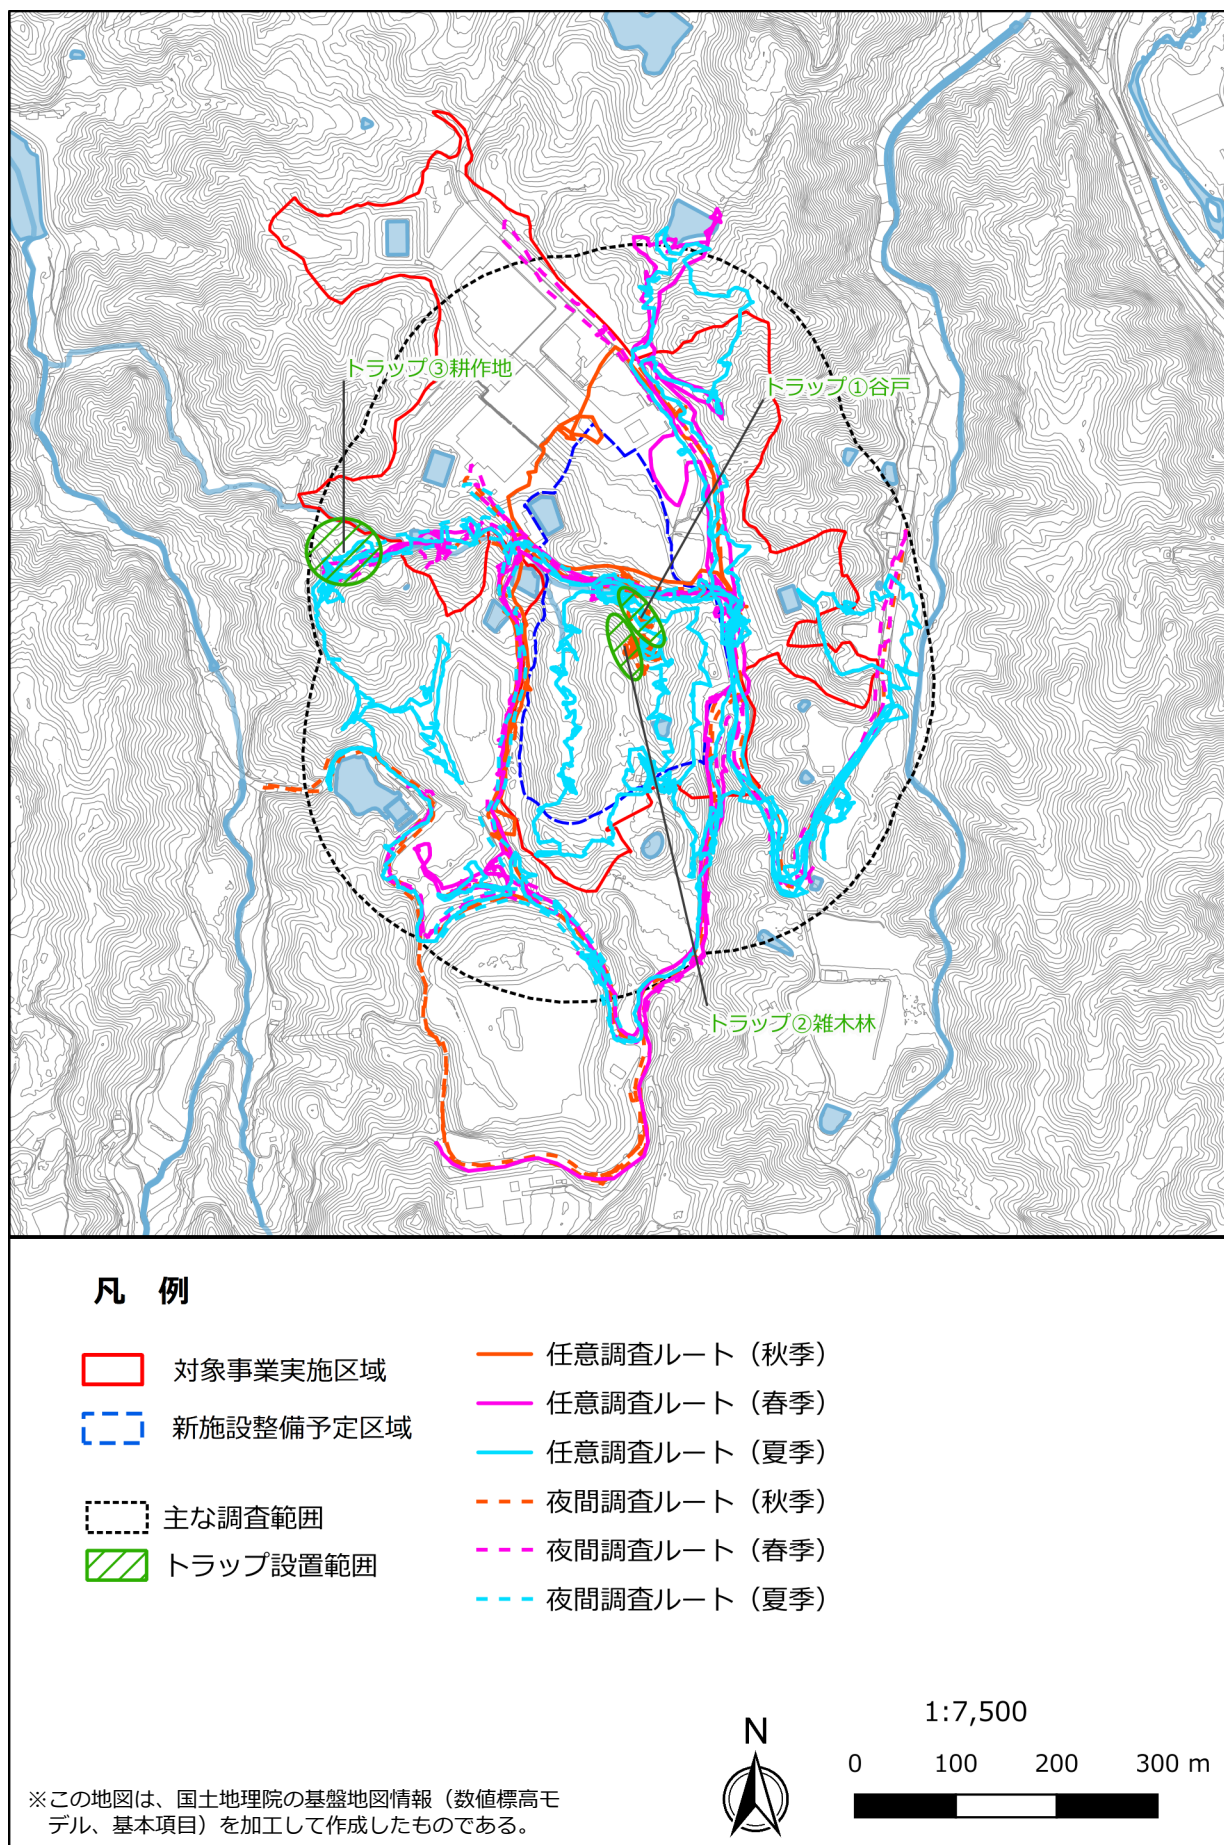 トラップ③耕作地
トラップ①谷戸
トラップ②雑木林
凡 例
対象事業実施区域
新施設整備予定区域
主な調査範囲
トラップ設置範囲
任意調査ルート（秋季）
任意調査ルート（春季）
任意調査ルート（夏季）
夜間調査ルート（秋季）
夜間調査ルート（春季）
夜間調査ルート（夏季）
N
1:7,500
0 100 200 300 m
※この地図は、国土地理院の基盤地図情報（数値標高モ
デル、基本項目）を加工して作成したものである。